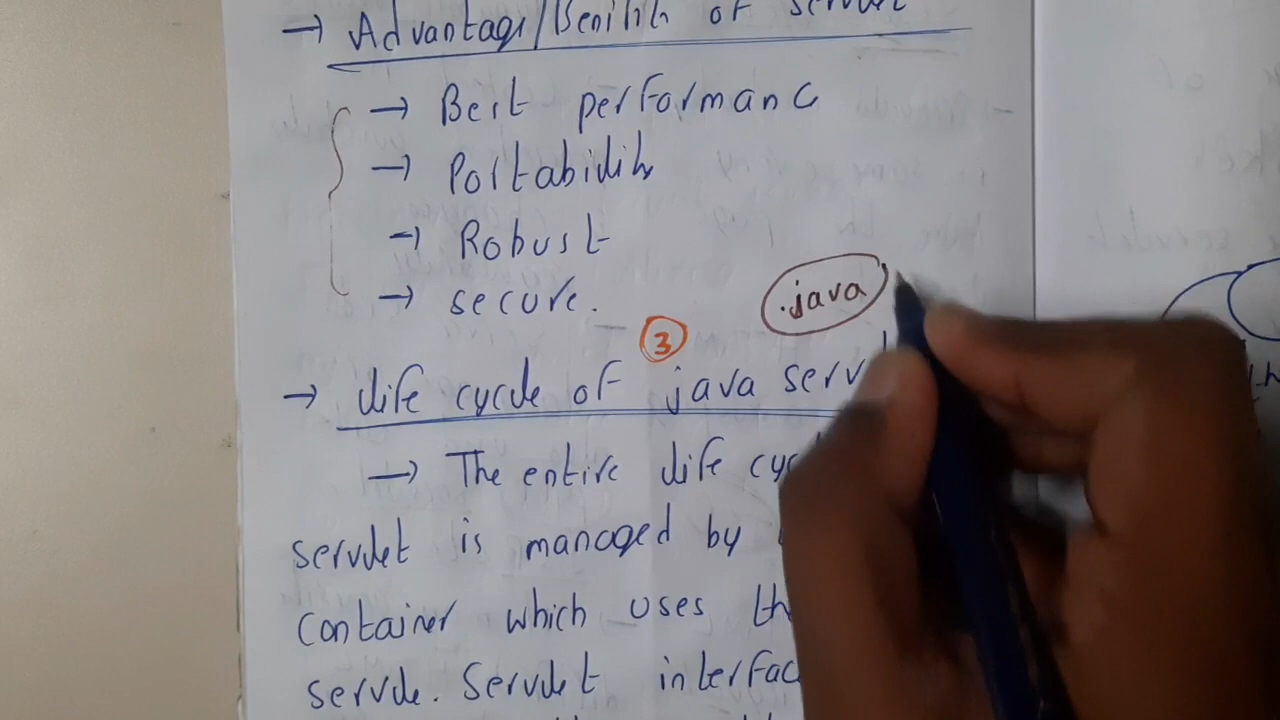 → Advantage/Benifits of servlet
→ Best performanc
→ Portability
→ Robust
→ secure.
.java
3
→ life cycle of java serv
→ The entire life cyc
servlet is managed by
container which uses th
Servlet interfac